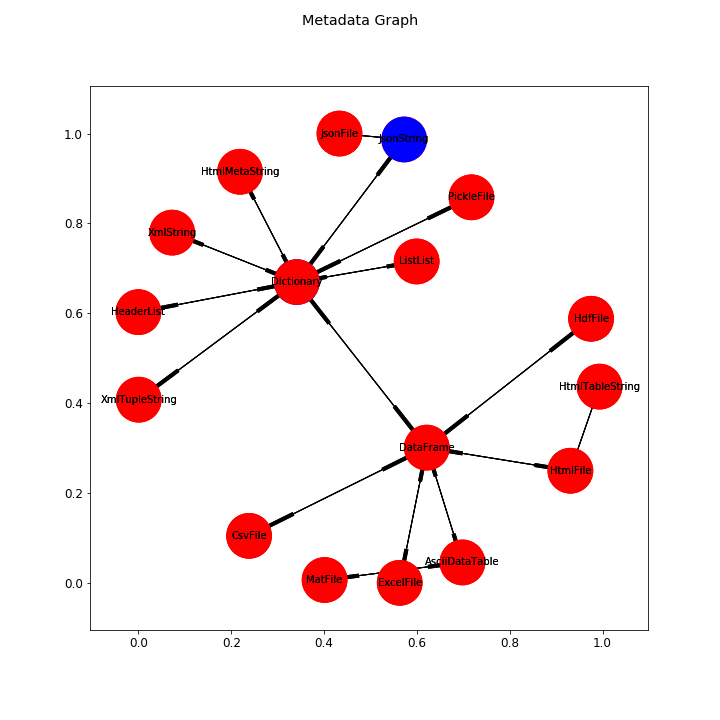 Metadata Graph
JsonFile
JsonString
HtmlMetaString
PickleFile
XmlString
ListList
Dictionary
HeaderList
HdfFile
XmlTupleString
HtmlTableString
DataFrame
HtmlFile
CsvFile
AsciiDataTable
MatFile
ExcelFile
1.0
0.8
0.6
0.4
0.2
0.0
0.0 0.2 0.4 0.6 0.8 1.0